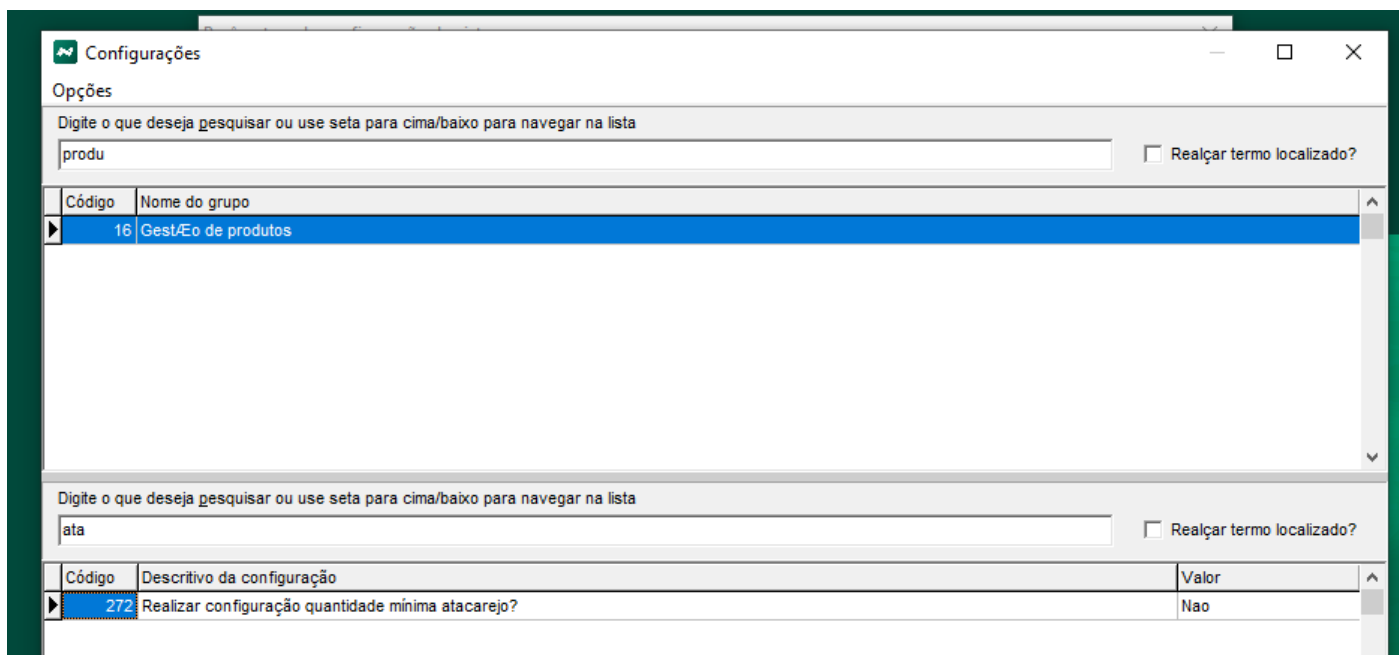 Configurações
Opções
Digite o que deseja pesquisar ou use seta para cima/baixo para navegar na lista
produ
Realçar termo localizado?
Código Nome do grupo
16 GestÆo de produtos
Digite o que deseja pesquisar ou use seta para cima/baixo para navegar na lista
ata
Realçar termo localizado?
Código Descritivo da configuração Valor
272 Realizar configuração quantidade mínima atacarejo? Nao